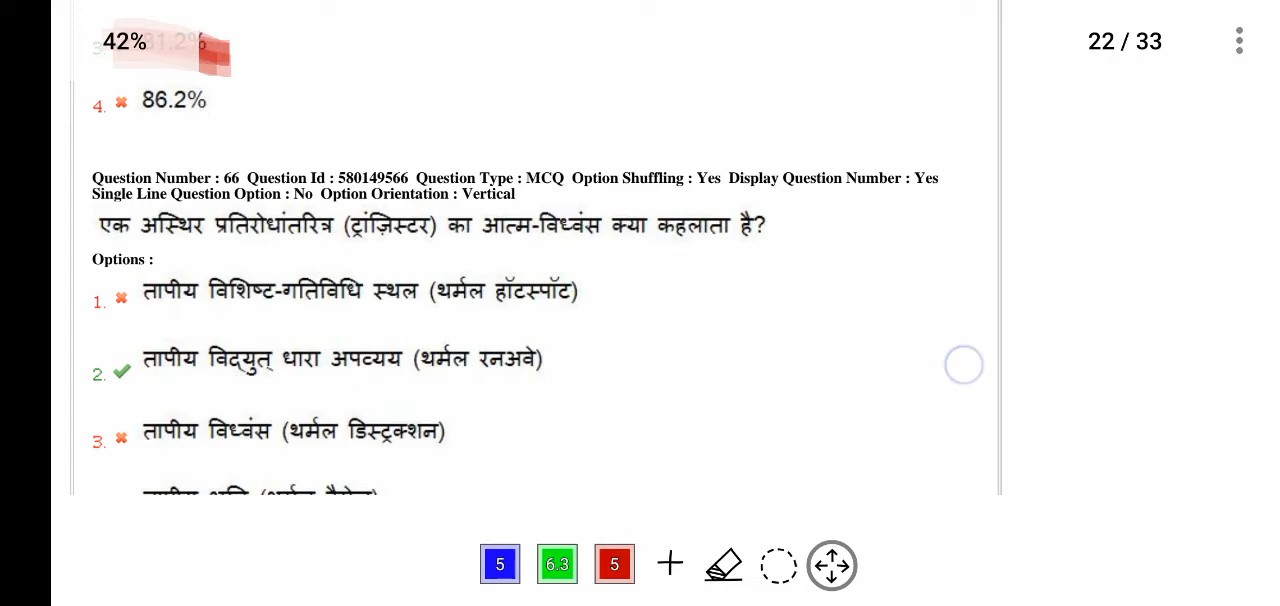 42%
3. 81.2%
22 / 33
4. 86.2%
Question Number : 66 Question Id : 580149566 Question Type : MCQ Option Shuffling : Yes Display Question Number : Yes
Single Line Question Option : No Option Orientation : Vertical
एक अस्थिर प्रतिरोधांतरित्र (ट्रांज़िस्टर) का आत्म-विध्वंस क्या कहलाता है?
Options :
1. तापीय विशिष्ट-गतिविधि स्थल (थर्मल हॉटस्पॉट)
2. तापीय विद्युत् धारा अपव्यय (थर्मल रनअवे)
3. तापीय विध्वंस (थर्मल डिस्ट्रक्शन)
5 6.3 5